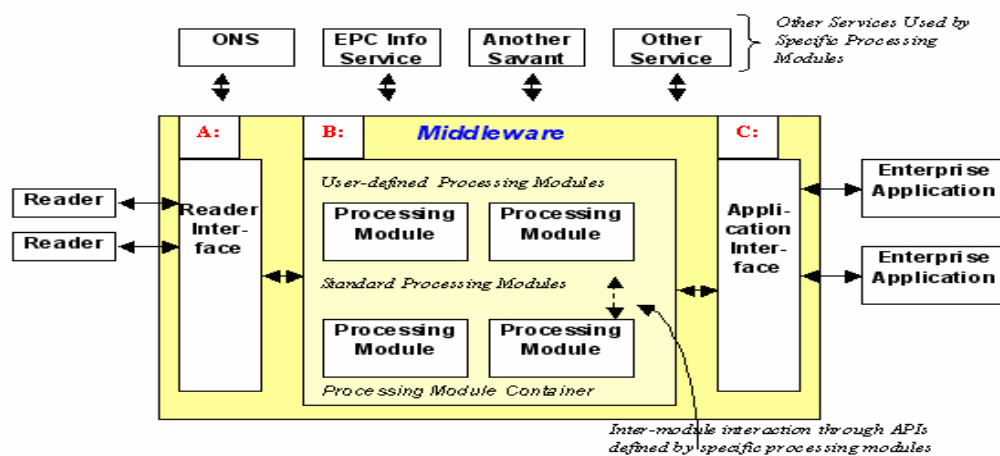 ONS
EPC Info
Service
Another
Savant
Other
Service
Other Services Used by
Specific Processing
Modules
A:
B:
Middleware
C:
Reader
Reader
Reader
Inter-
face
User-defined Processing Modules
Processing
Module
Processing
Module
Standard Processing Modules
Processing
Module
Processing
Module
Processing Module Container
Appli-
cation
Inter-
face
Enterprise
Application
Enterprise
Application
Inter-module interaction through APIs
defined by specific processing modules